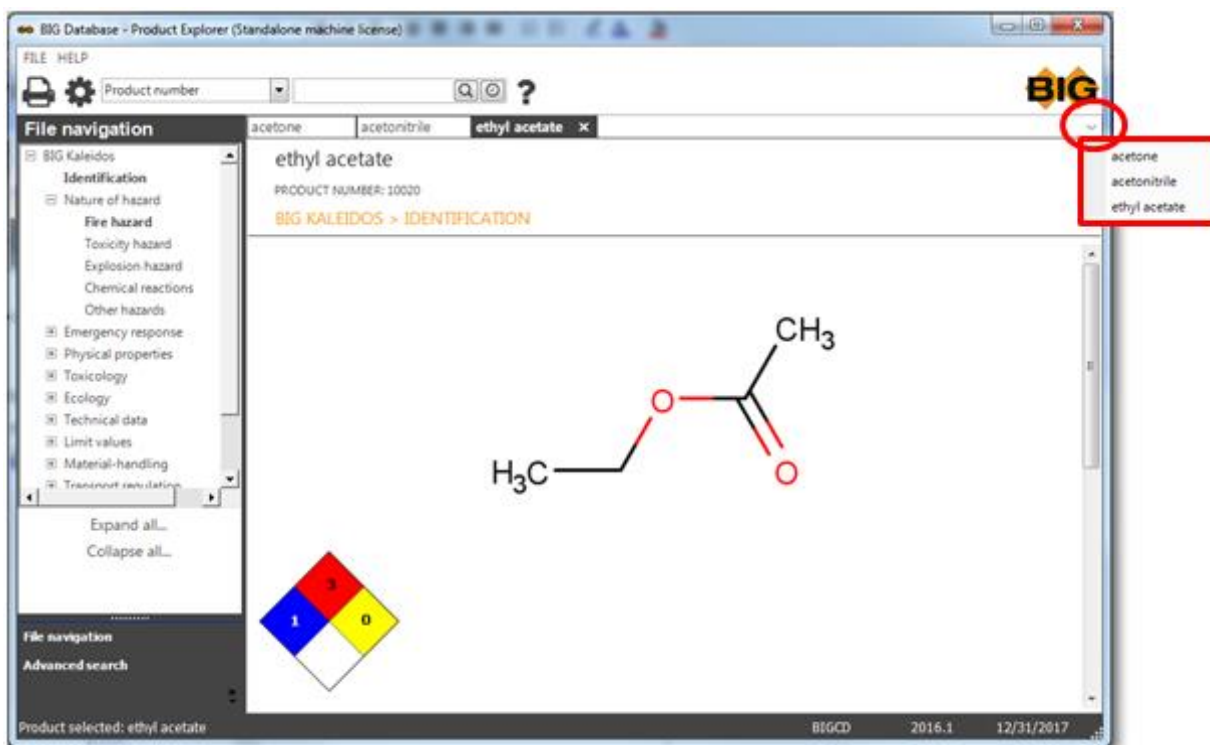 BIG Database - Product Explorer (Standalone machine license)
FILE HELP
Product number
?
BIG
File navigation
acetone acetonitrile ethyl acetate ×
acetone
acetonitrile
ethyl acetate
BIG Kaleidos
Identification
Nature of hazard
Fire hazard
Toxicity hazard
Explosion hazard
Chemical reactions
Other hazards
Emergency response
Physical properties
Toxicology
Ecology
Technical data
Limit values
Material-handling
Transport regulation
Expand all...
Collapse all...
File navigation
Advanced search
ethyl acetate
PRODUCT NUMBER: 10020
BIG KALEIDOS > IDENTIFICATION
CH3
O
H3C
O
3
1 0
Product selected: ethyl acetate BIGCD 2016.1 12/31/2017